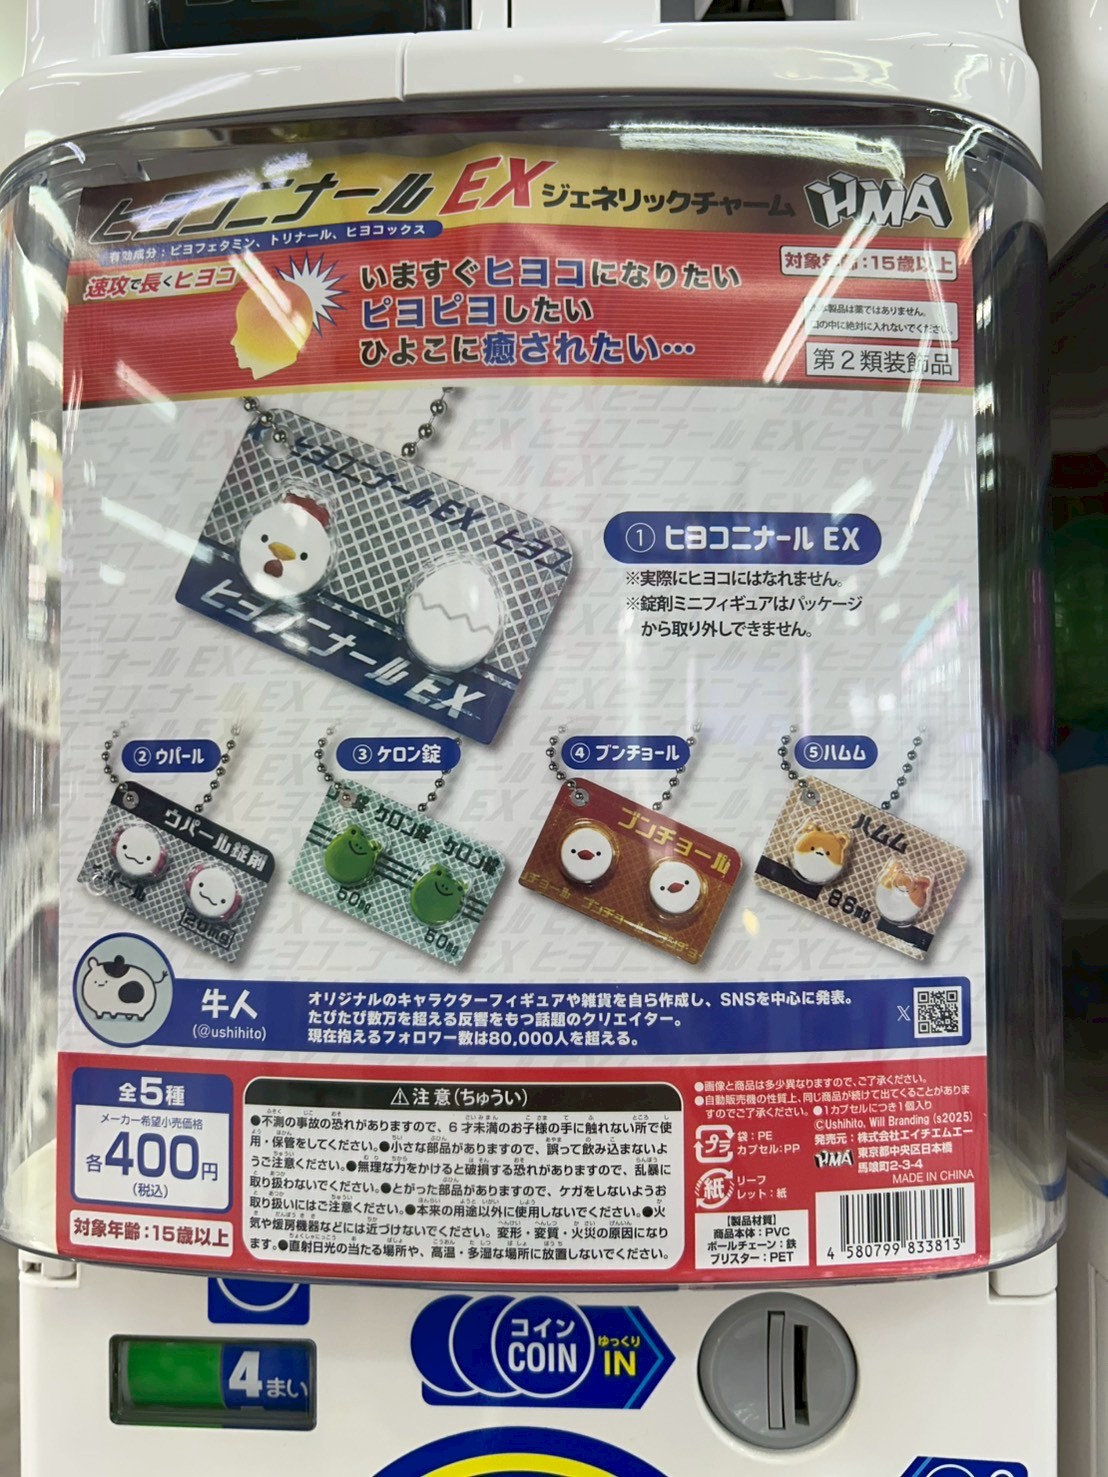 ヒヨコニナール EX ジェネリックチャーム HMA
有効成分：ピヨフェタミン、トリナール、ヒヨコックス
速攻で長くヒヨコ
いますぐヒヨコになりたい
ピヨピヨしたい
ひよこに癒されたい…
対象年齢：15歳以上
本製品は薬ではありません。
口の中に絶対に入れないでください。
第2類装飾品
ヒヨコニナール EX ヒヨコ
ヒヨコニナール EX
① ヒヨコニナール EX
※実際にヒヨコにはなれません。
※錠剤ミニフィギュアはパッケージ
から取り外しできません。
② ウパール
③ ケロン錠
④ ブンチョール
⑤ ハムム
ウパール錠剤
ケロン錠
ケロン錠
50mg
50mg
ブンチョール
ブンチョール
ハムム
86mg
牛人
(@ushihito)
オリジナルのキャラクターフィギュアや雑貨を自ら作成し、SNSを中心に発表。
たびたび数万を超える反響をもつ話題のクリエイター。
現在抱えるフォロワー数は80,000人を超える。
X
全5種
メーカー希望小売価格
各400円
(税込)
対象年齢：15歳以上
⚠注意(ちゅうい)
●不測の事故の恐れがありますので、6才未満のお子様の手に触れない所で使
用・保管をしてください。●小さな部品がありますので、誤って飲み込まないよ
うご注意ください。●無理な力をかけると破損する恐れがありますので、乱暴に
取り扱わないでください。●とがった部品がありますので、ケガをしないようお
取り扱いにはご注意ください。●本来の用途以外に使用しないでください。●火
気や暖房機器などには近づけないでください。変形・変質・火災の原因になり
ます。●直射日光の当たる場所や、高温・多湿な場所に放置しないでください。
●画像と商品は多少異なりますので、ご了承ください。
●自動販売機の性質上、同じ商品が続けて出てくることがありま
すのでご了承ください。●1カプセルにつき1個入り
©Ushihito, Will Branding (s2025)
プラ
袋：PE
カプセル：PP
発売元：株式会社エイチエムエー
HMA 東京都中央区日本橋
馬喰町2-3-4
MADE IN CHINA
紙
リーフ
レット：紙
【製品材質】
商品本体：PVC
ボールチェーン：鉄
ブリスター：PET
4 580799 833813
4まい
コイン
COIN
ゆっくり
IN